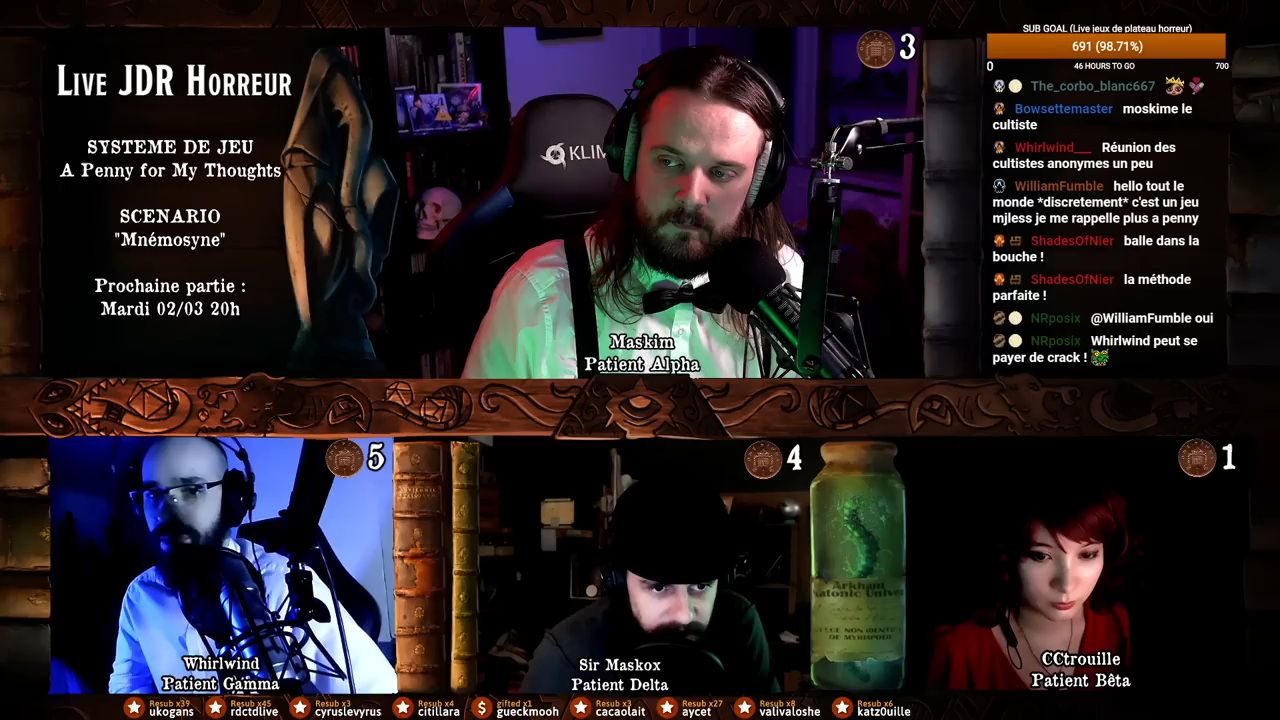 LIVE JDR HORREUR
SYSTEME DE JEU
A Penny for My Thoughts
SCENARIO
"Mnémosyne"
Prochaine partie :
Mardi 02/03 20h
KLIM
3
Maskim
Patient Alpha
SUB GOAL (Live jeux de plateau horreur)
691 (98.71%)
0
46 HOURS TO GO
700
The_corbo_blanc667
Bowsettemaster moskime le
cultiste
Whirlwind___ Réunion des
cultistes anonymes un peu
WilliamFumble hello tout le
monde *discretement* c'est un jeu
mjless je me rappelle plus a penny
ShadesOfNier balle dans la
bouche !
ShadesOfNier la méthode
parfaite !
NRposix @WilliamFumble oui
NRposix Whirlwind peut se
payer de crack !
5
Whirlwind
Patient Gamma
4
Sir Maskox
Patient Delta
Arkham
1
CCtrouille
Patient Bêta
Resub x39
ukogans
Resub x45
rdctdlive
Resub x3
cyruslevyrus
Resub x4
citillara
gifted x1
gueckmooh
Resub x3
cacaolait
Resub x27
aycet
Resub x8
valivaloshe
Resub x6
katz0uille